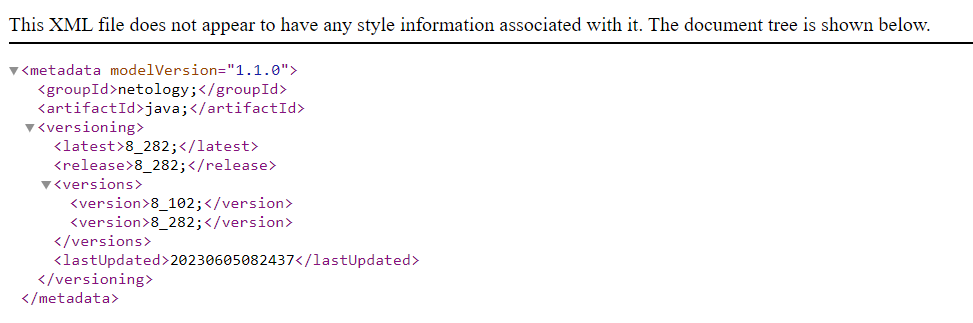 This XML file does not appear to have any style information associated with it. The document tree is shown below.
▼<metadata modelVersion="1.1.0">
<groupId>netology;</groupId>
<artifactId>java;</artifactId>
▼<versioning>
<latest>8_282;</latest>
<release>8_282;</release>
▼<versions>
<version>8_102;</version>
<version>8_282;</version>
</versions>
<lastUpdated>20230605082437</lastUpdated>
</versioning>
</metadata>